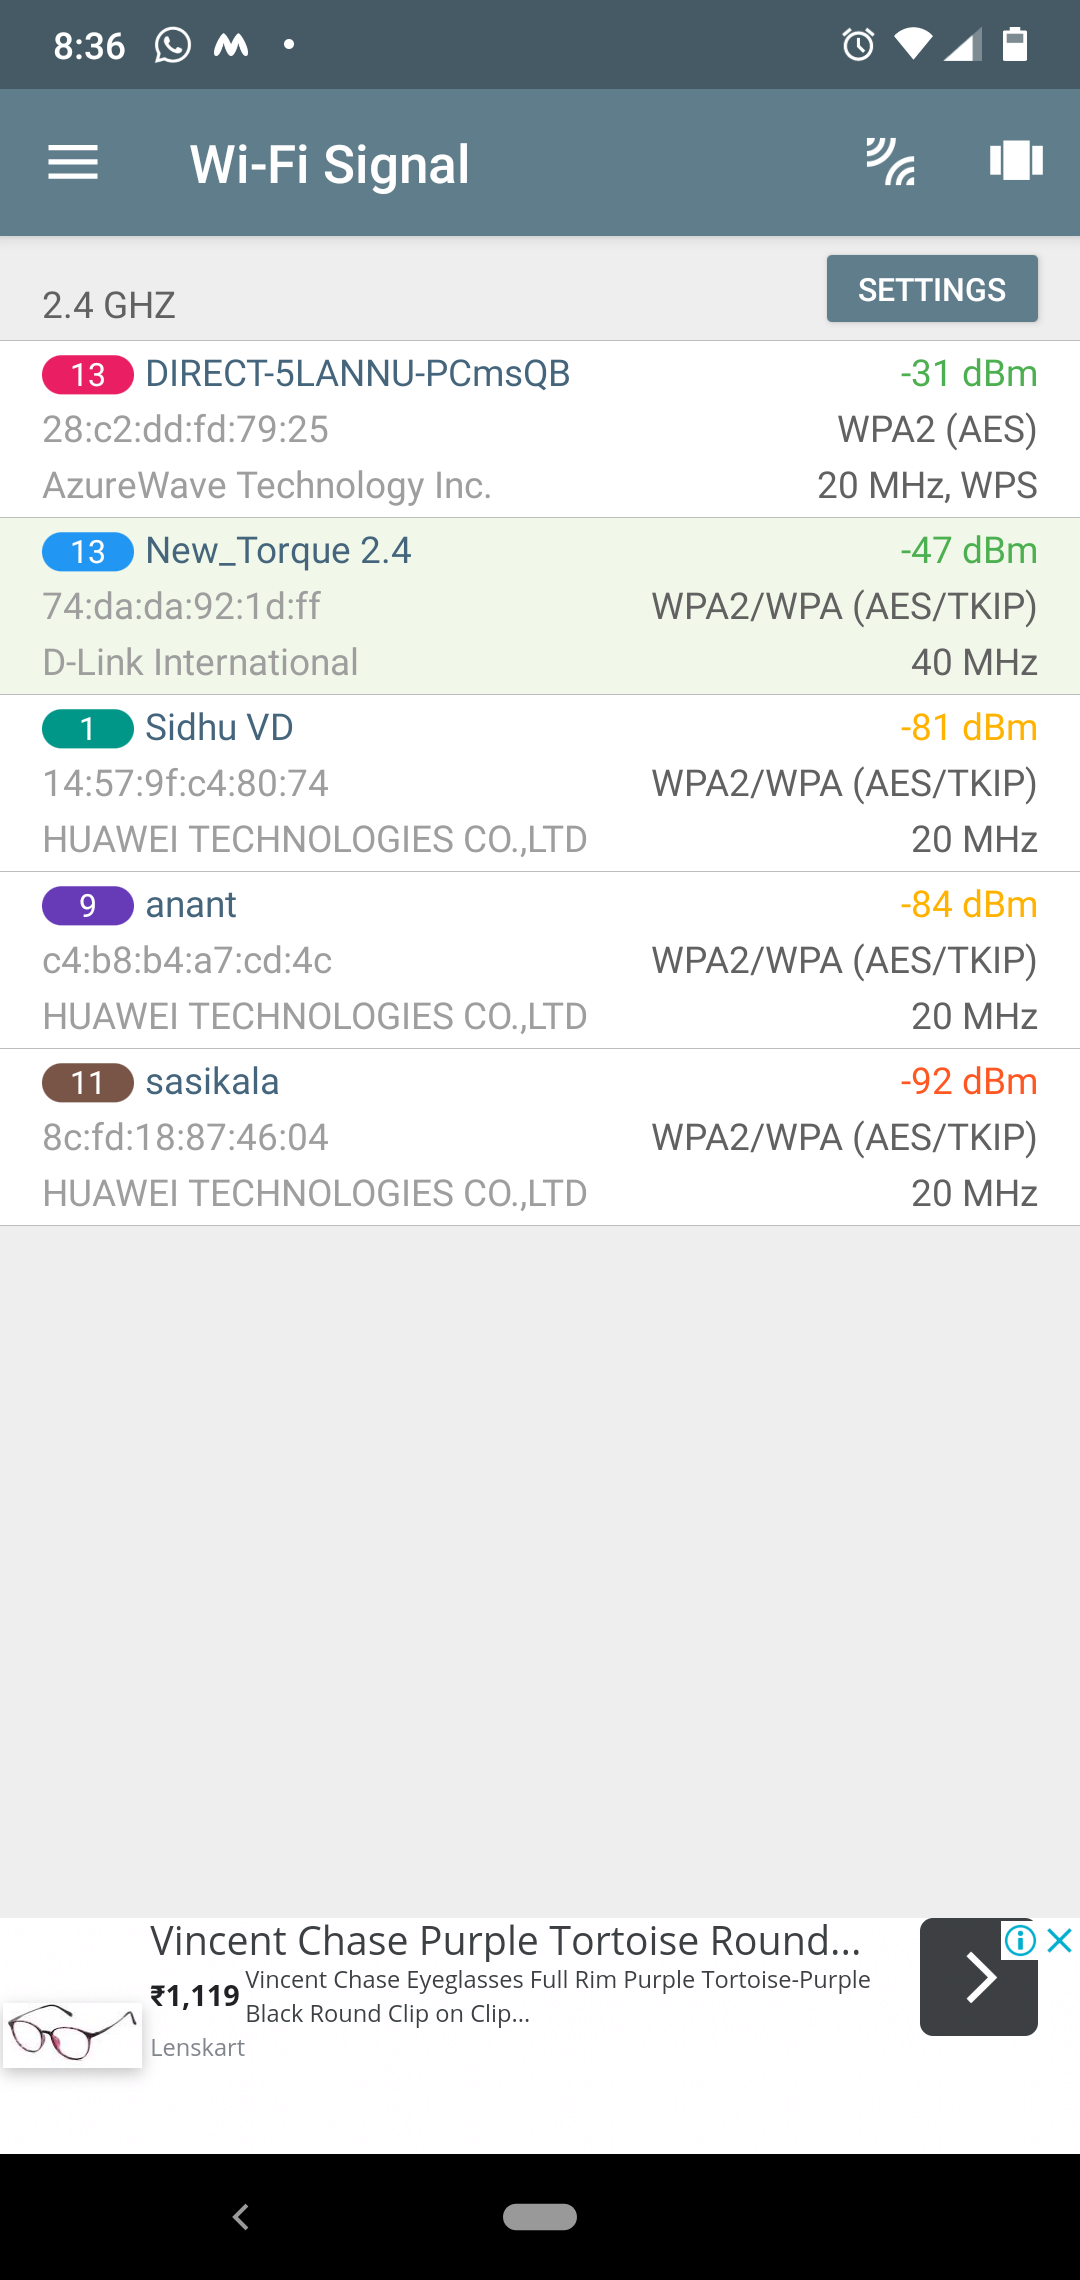 8:36
Wi-Fi Signal
2.4 GHZ
SETTINGS
13 DIRECT-5LANNU-PCmsQB -31 dBm
28:c2:dd:fd:79:25 WPA2 (AES)
AzureWave Technology Inc. 20 MHz, WPS
13 New_Torque 2.4 -47 dBm
74:da:da:92:1d:ff WPA2/WPA (AES/TKIP)
D-Link International 40 MHz
1 Sidhu VD -81 dBm
14:57:9f:c4:80:74 WPA2/WPA (AES/TKIP)
HUAWEI TECHNOLOGIES CO.,LTD 20 MHz
9 anant -84 dBm
c4:b8:b4:a7:cd:4c WPA2/WPA (AES/TKIP)
HUAWEI TECHNOLOGIES CO.,LTD 20 MHz
11 sasikala -92 dBm
8c:fd:18:87:46:04 WPA2/WPA (AES/TKIP)
HUAWEI TECHNOLOGIES CO.,LTD 20 MHz
Vincent Chase Purple Tortoise Round...
₹1,119
Vincent Chase Eyeglasses Full Rim Purple Tortoise-Purple
Black Round Clip on Clip...
Lenskart